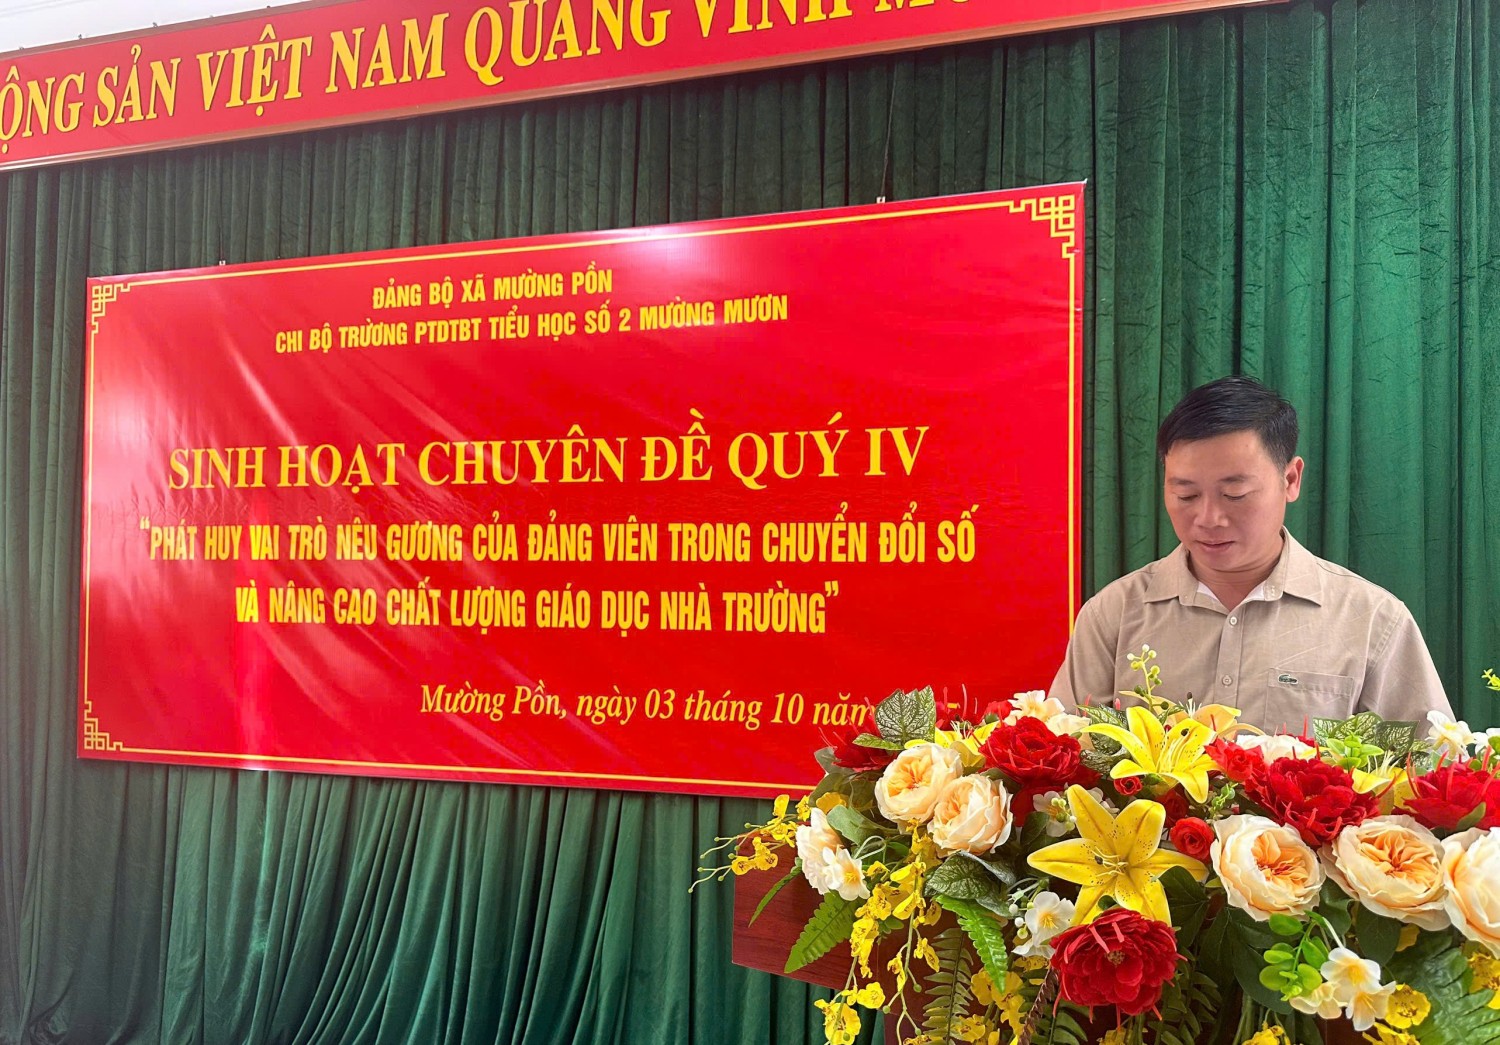 ỘNG SẢN VIỆT NAM QUANG VINH
ĐẢNG BỘ XÃ MƯỜNG PỒN
CHI BỘ TRƯỜNG PTDTBT TIỂU HỌC SỐ 2 MƯỜNG MƯƠN
SINH HOẠT CHUYÊN ĐỀ QUÝ IV
“PHÁT HUY VAI TRÒ NÊU GƯƠNG CỦA ĐẢNG VIÊN TRONG CHUYỂN ĐỔI SỐ
VÀ NÂNG CAO CHẤT LƯỢNG GIÁO DỤC NHÀ TRƯỜNG”
Mường Pồn, ngày 03 tháng 10 năm